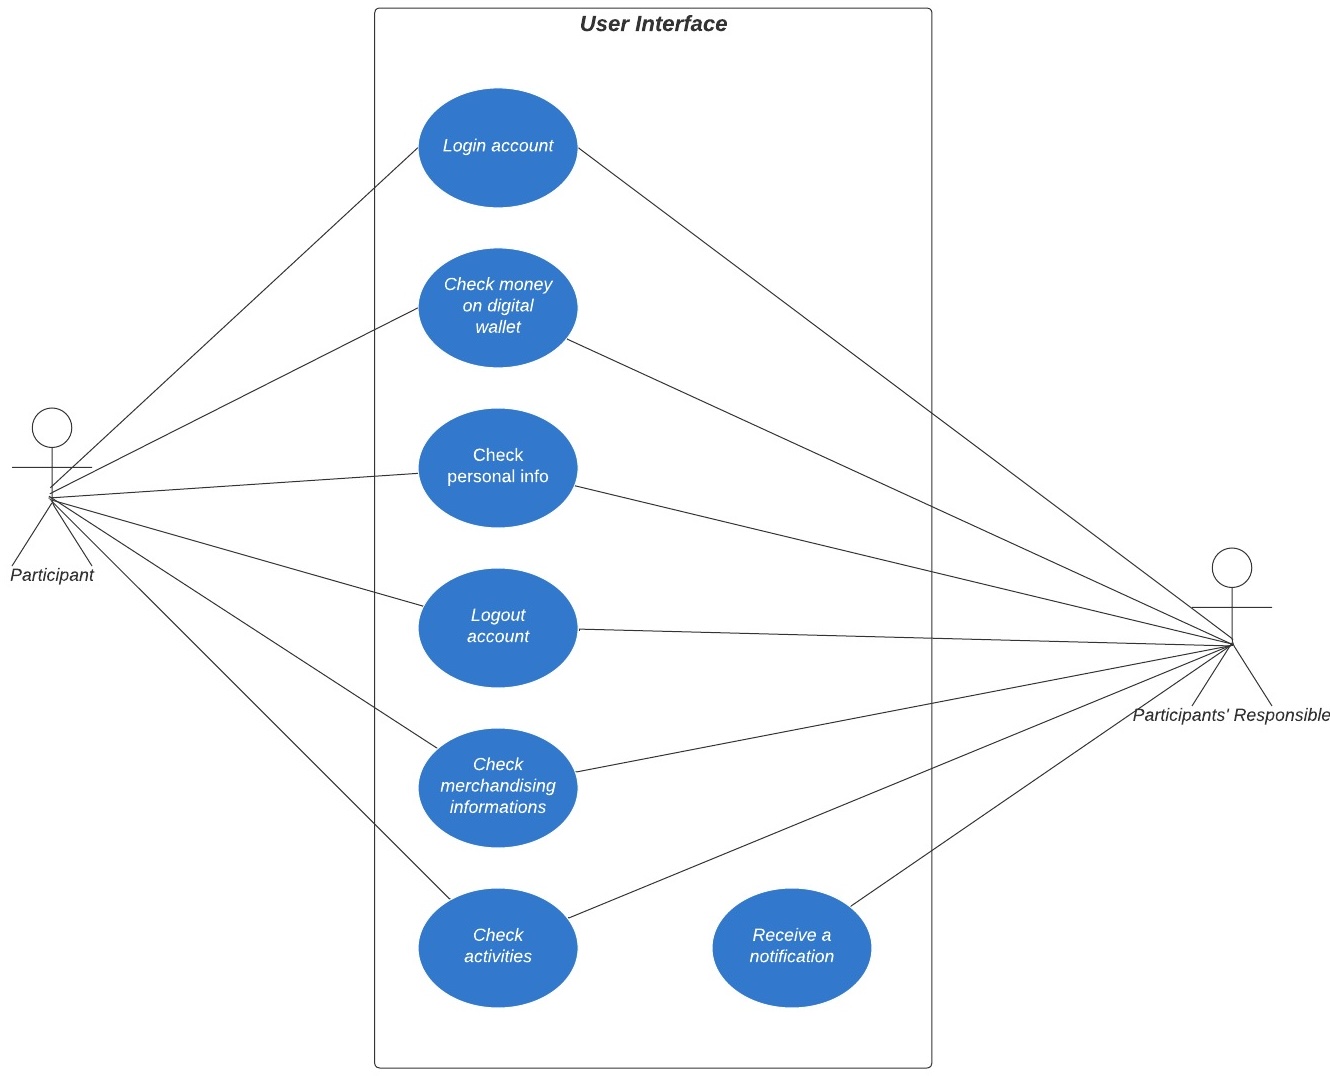 User Interface
Login account
Check money
on digital
wallet
Check
personal info
Participant
Logout
account
Participants' Responsible
Check
merchandising
informations
Check
activities
Receive a
notification